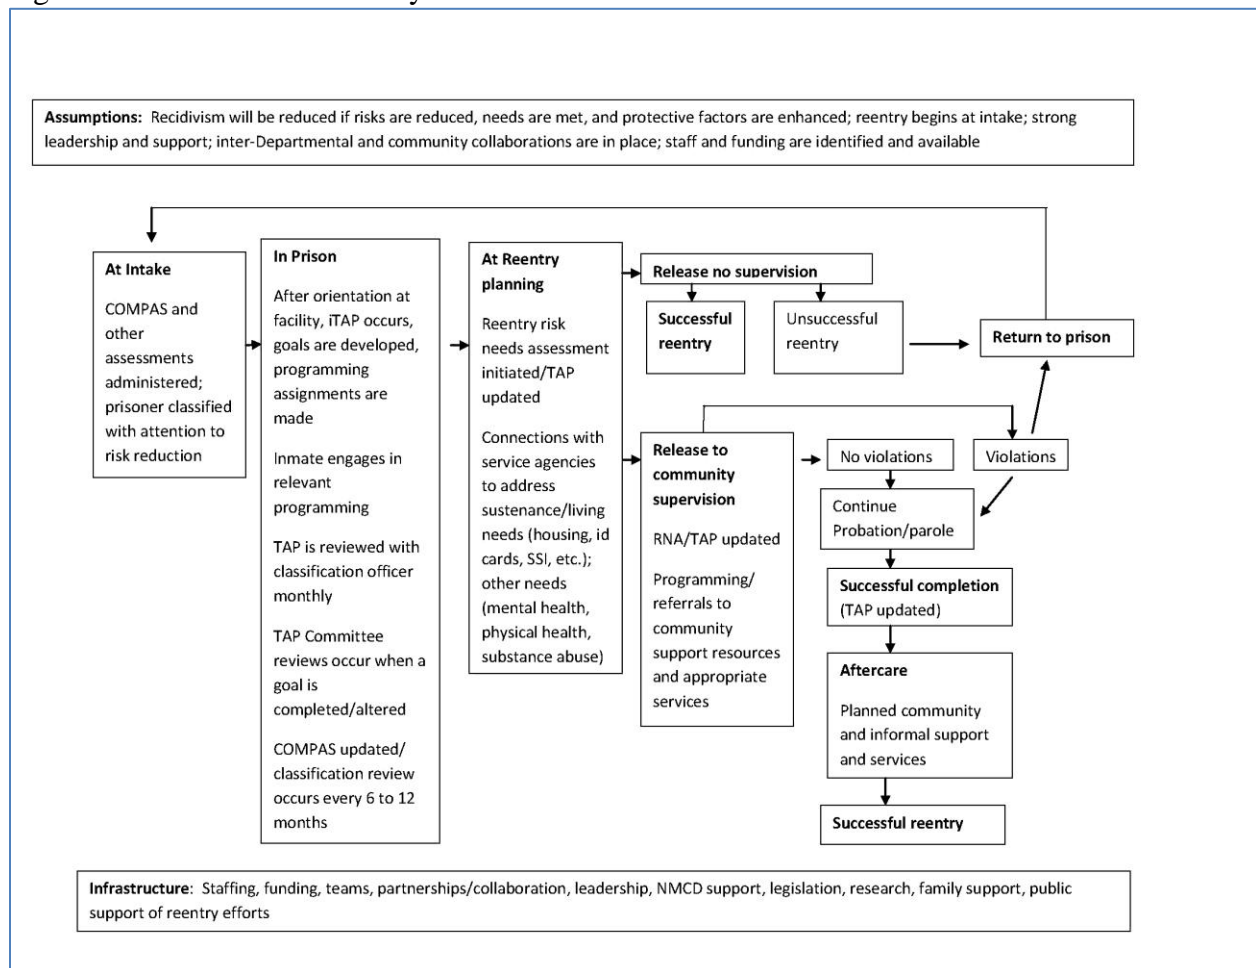 Assumptions: Recidivism will be reduced if risks are reduced, needs are met, and protective factors are enhanced; reentry begins at intake; strong
leadership and support; inter-Departmental and community collaborations are in place; staff and funding are identified and available
At Intake
COMPAS and
other
assessments
administered;
prisoner classified
with attention to
risk reduction
In Prison
After orientation at
facility, iTAP occurs,
goals are developed,
programming
assignments are
made
Inmate engages in
relevant
programming
TAP is reviewed with
classification officer
monthly
TAP Committee
reviews occur when a
goal is
completed/altered
COMPAS updated/
classification review
occurs every 6 to 12
months
At Reentry
planning
Reentry risk
needs assessment
initiated/TAP
updated
Connections with
service agencies
to address
sustenance/living
needs (housing, id
cards, SSI, etc.);
other needs
(mental health,
physical health,
substance abuse)
Release no supervision
Successful
reentry
Unsuccessful
reentry
Return to prison
Release to
community
supervision
RNA/TAP updated
Programming/
referrals to
community
support resources
and appropriate
services
No violations
Violations
Continue
Probation/parole
Successful completion
(TAP updated)
Aftercare
Planned community
and informal support
and services
Successful reentry
Infrastructure: Staffing, funding, teams, partnerships/collaboration, leadership, NMCD support, legislation, research, family support, public
support of reentry efforts